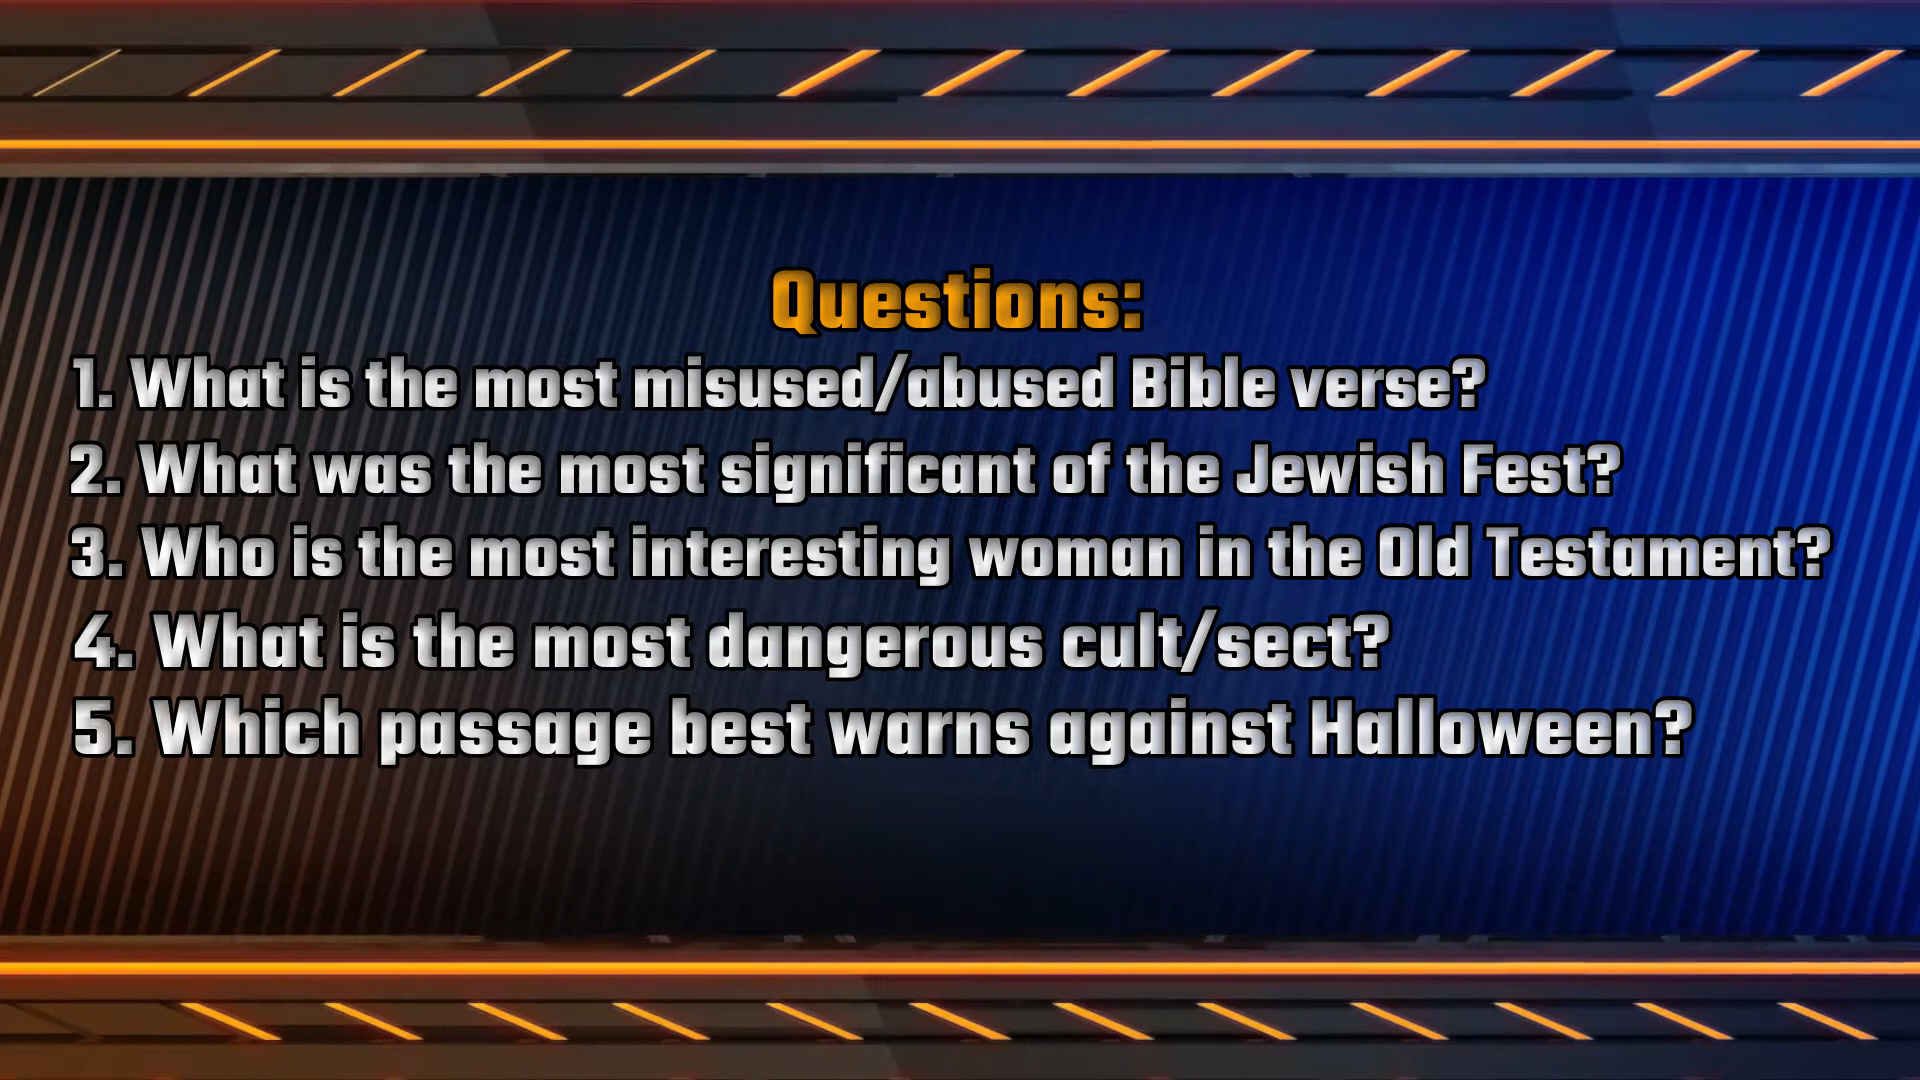 Questions:
1. What is the most misused/abused Bible verse?
2. What was the most significant of the Jewish Fest?
3. Who is the most interesting woman in the Old Testament?
4. What is the most dangerous cult/sect?
5. Which passage best warns against Halloween?